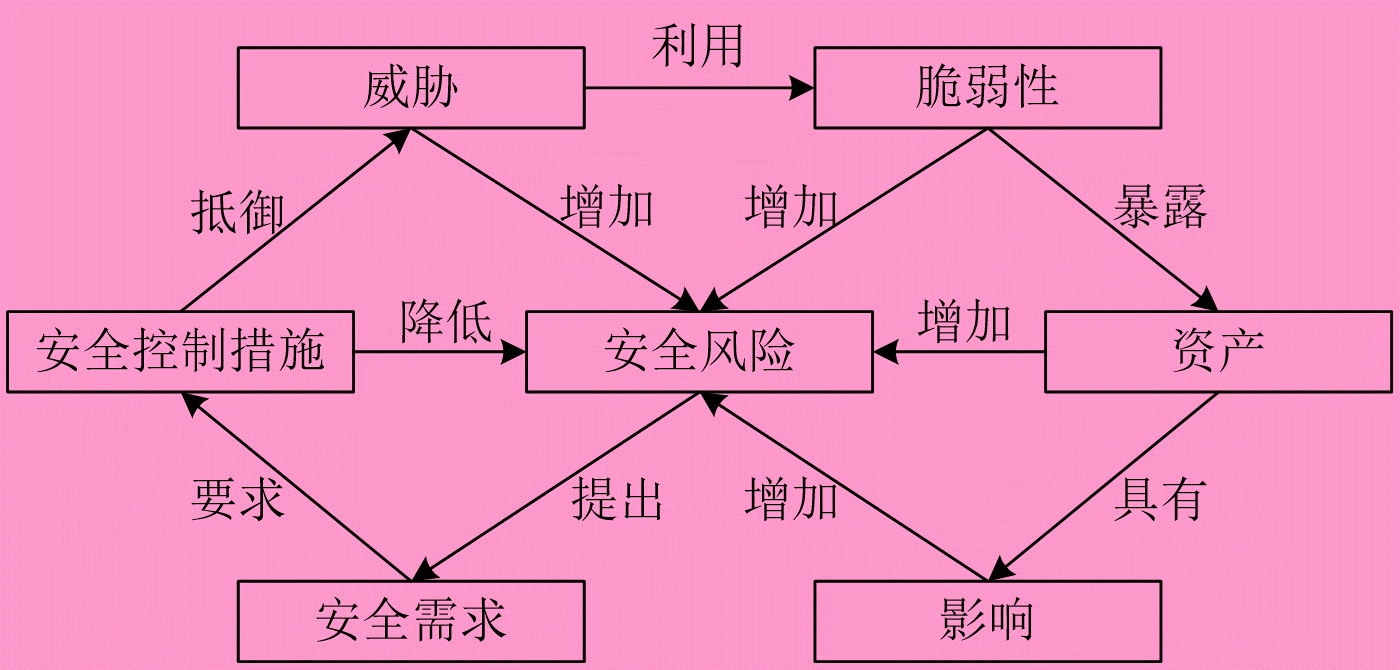 利用
威胁
脆弱性
抵御
增加
增加
暴露
降低
增加
安全控制措施
安全风险
资产
要求
提出
增加
具有
安全需求
影响